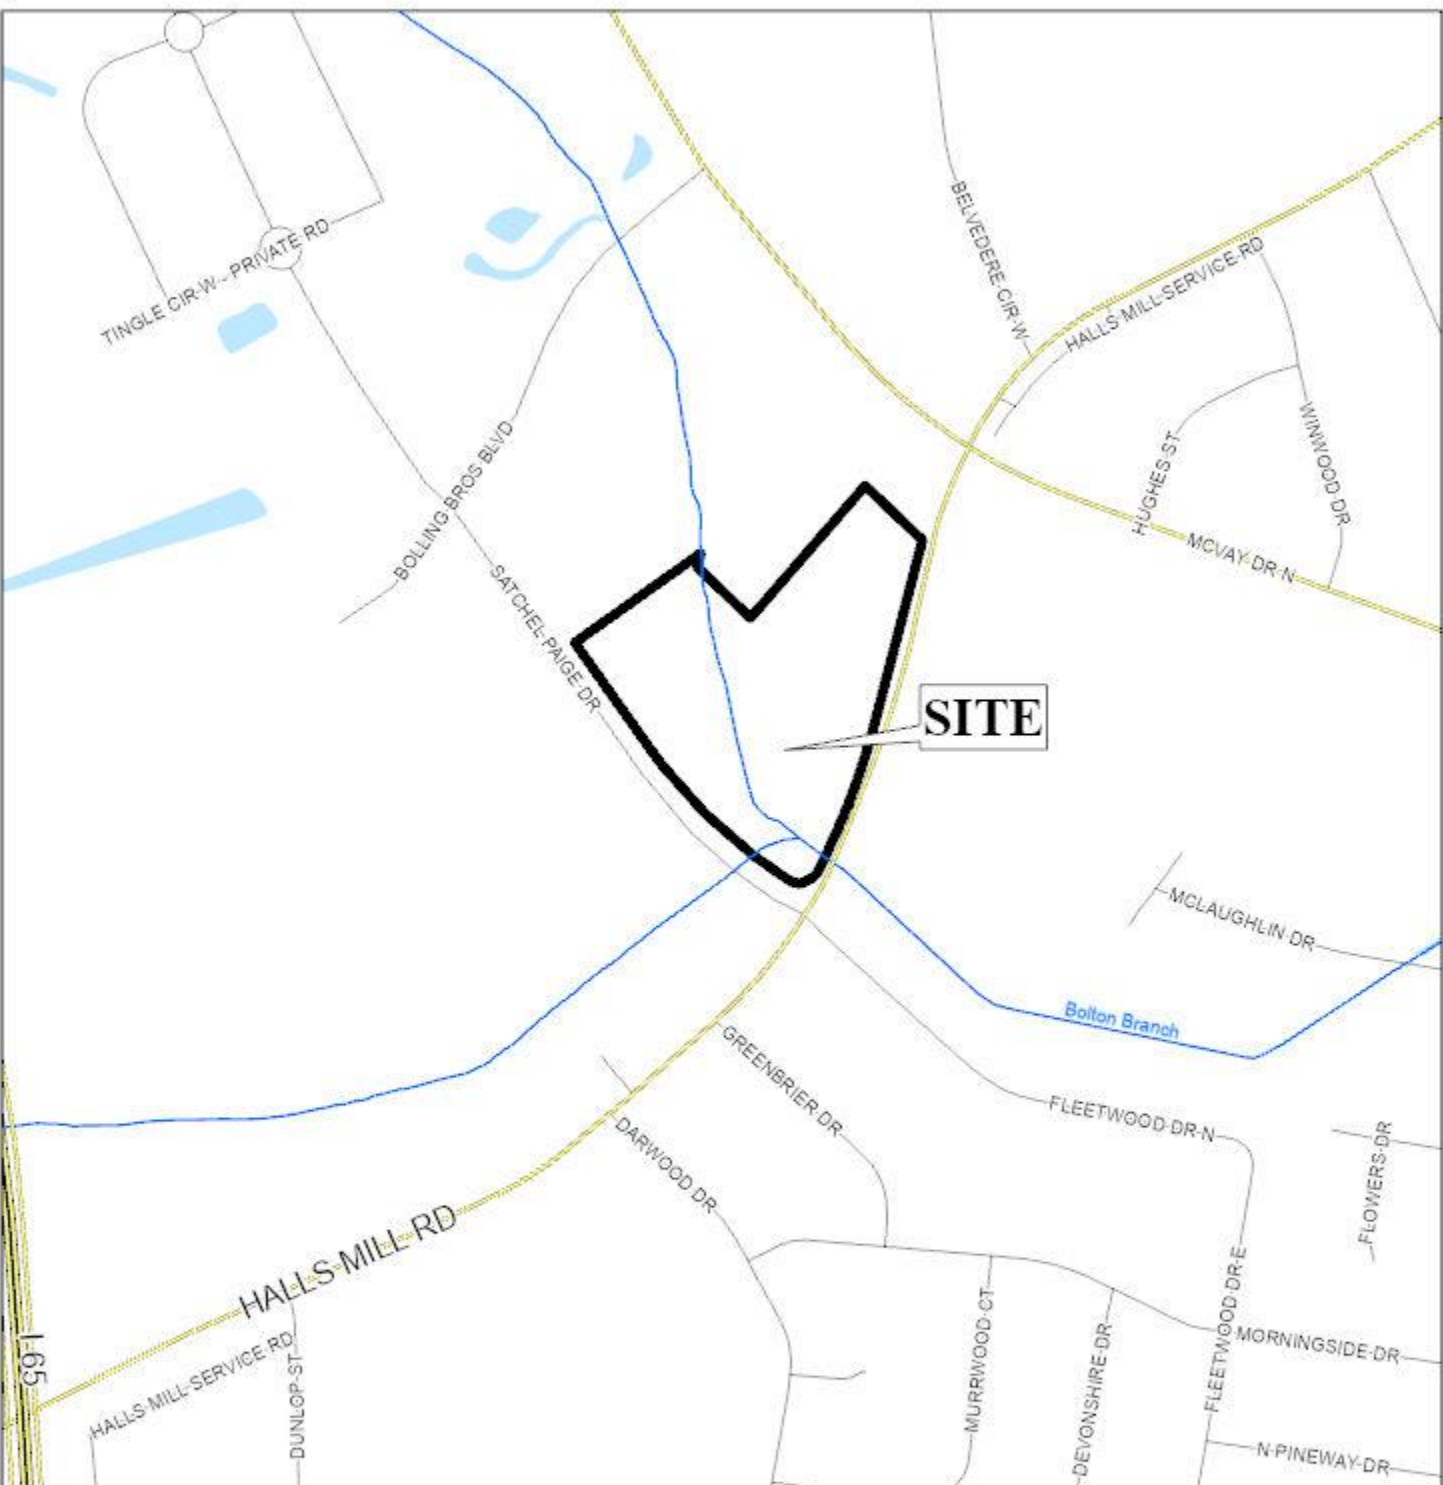 TINGLE CIR W - PRIVATE RD
BELVEDERE CIR W
HALLS MILL SERVICE RD
WINWOOD DR
HUGHES ST
BOLLING BROS BLVD
MCVAY DR N
SATCHEL PAIGE DR
SITE
MCLAUGHLIN DR
Bolton Branch
GREENBRIER DR
FLEETWOOD DR N
DARWOOD DR
FLOWERS DR
HALLS MILL RD
FLEETWOOD DR E
I-65
HALLS MILL SERVICE RD
DUNLOP ST
MURRWOOD CT
DEVONSHIRE DR
MORNINGSIDE DR
N PINEWAY DR